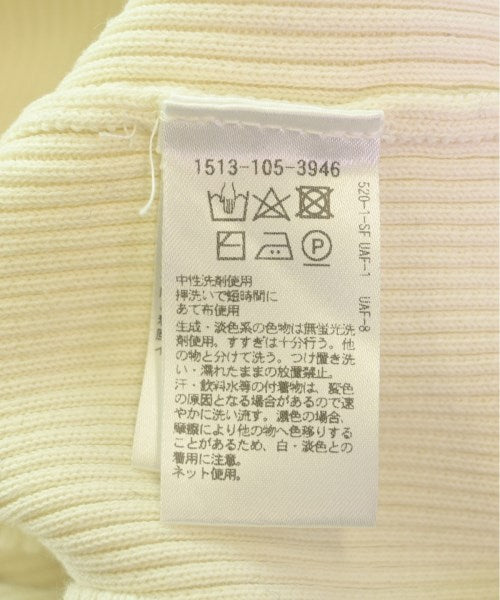 1513-105-3946
520-1-SF UAF-1 UAF-8
P
中性洗剤使用
押洗いで短時間に
あて布使用
生成・淡色系の色物は無蛍光洗
剤使用。すすぎは十分行う。他
の物と分けて洗う。つけ置き洗
い・濡れたままの放置禁止。
汗・飲料水等の付着物は、変色
の原因となる場合があるので速
やかに洗い流す。濃色の場合、
摩擦により他の物へ色移りする
ことがあるため、白・淡色との
着用に注意。
ネット使用。